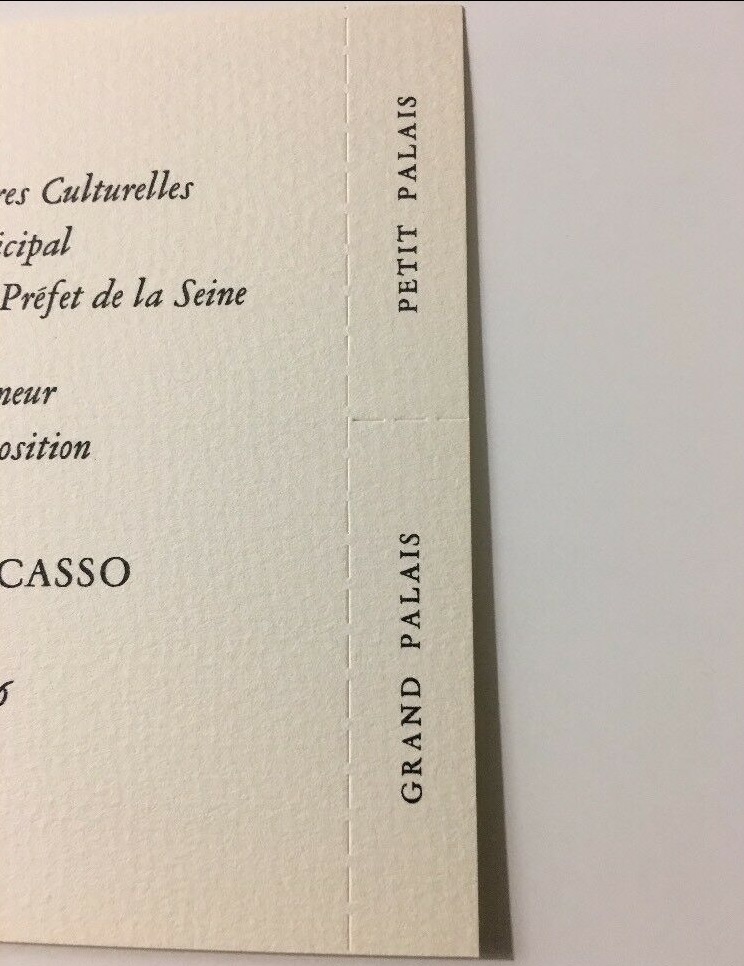 res Culturelles
icipal
Préfet de la Seine
neur
osition
CASSO
6
PETIT PALAIS
GRAND PALAIS